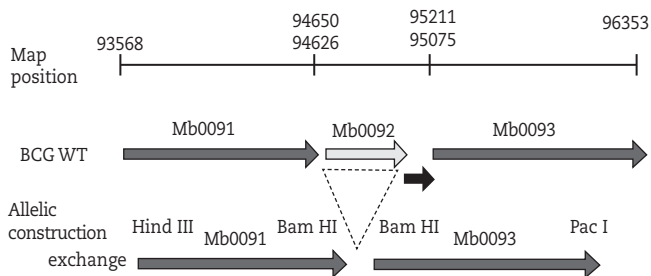 94650 95211 96353
93568 94626 95075
Map
position
Mb0091 Mb0092 Mb0093
BCG WT
Allelic
construction Hind III Bam HI Bam HI Pac I
Mb0091 Mb0093
exchange